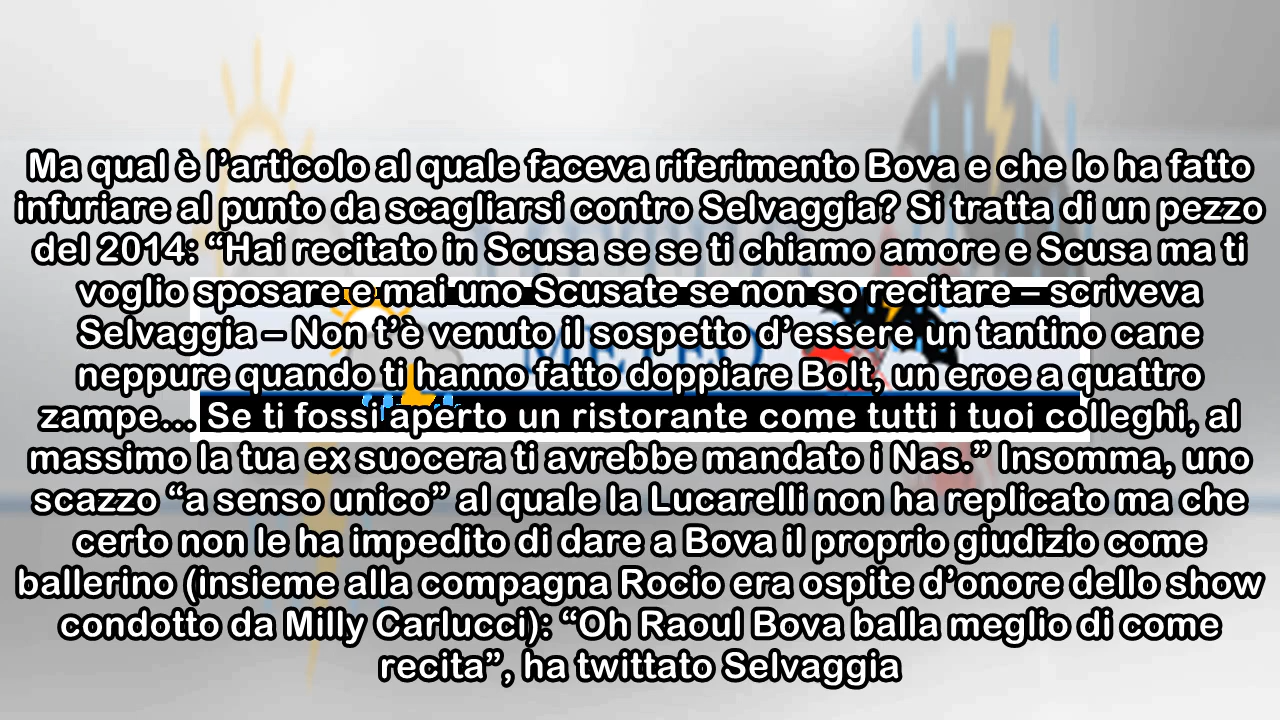 Ma qual è l’articolo al quale faceva riferimento Bova e che lo ha fatto
infuriare al punto da scagliarsi contro Selvaggia? Si tratta di un pezzo
del 2014: “Hai recitato in Scusa se se ti chiamo amore e Scusa ma ti
voglio sposare e mai uno Scusate se non so recitare – scriveva
Selvaggia – Non t’è venuto il sospetto d’essere un tantino cane
neppure quando ti hanno fatto doppiare Bolt, un eroe a quattro
zampe… Se ti fossi aperto un ristorante come tutti i tuoi colleghi, al
massimo la tua ex suocera ti avrebbe mandato i Nas.” Insomma, uno
scazzo “a senso unico” al quale la Lucarelli non ha replicato ma che
certo non le ha impedito di dare a Bova il proprio giudizio come
ballerino (insieme alla compagna Rocio era ospite d’onore dello show
condotto da Milly Carlucci): “Oh Raoul Bova balla meglio di come
recita”, ha twittato Selvaggia